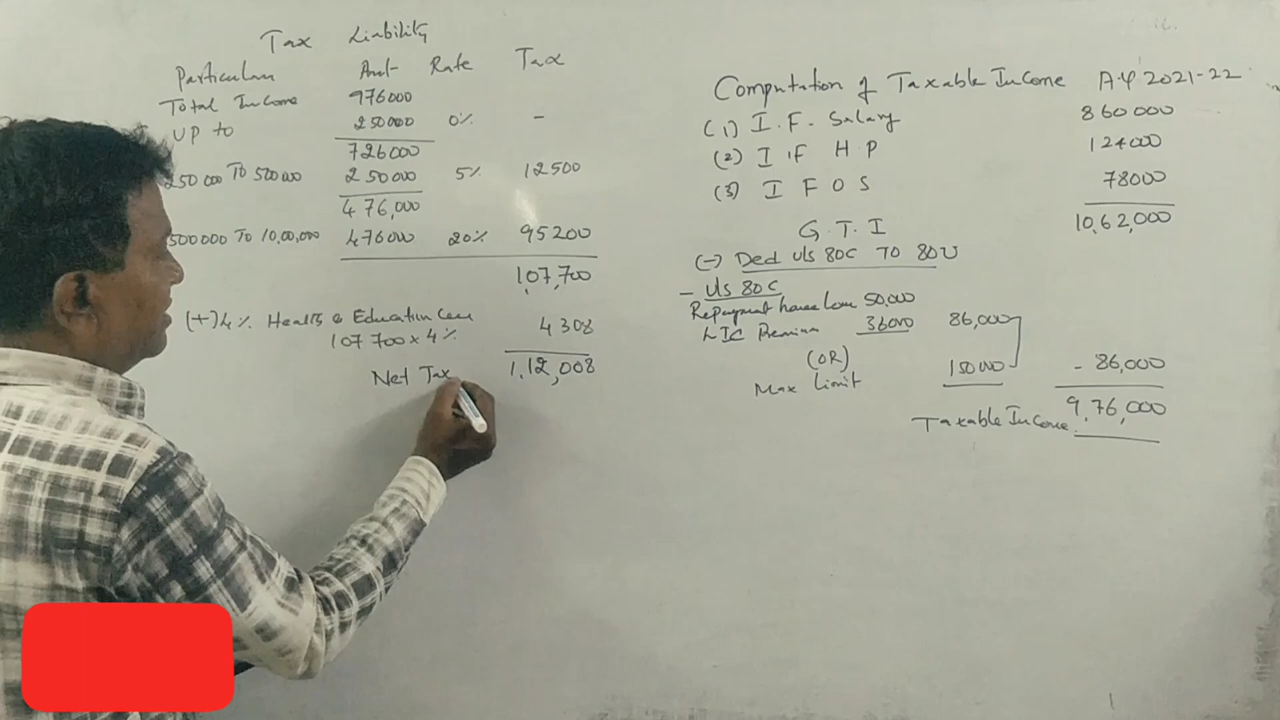 Tax Liability
Particulars Amt- Rate Tax
Total Income 976000
UP to 250000 0% -
726000
250000 To 500000 250000 5% 12500
476,000
500000 To 10,00,000 476000 20% 95200
107,700
(+) 4% Health & Education Cess 4308
107700 x 4%
1,12,008
Net Tax
Computation of Taxable Income A.Y 2021-22
(1) I.F. Salary 860000
(2) I F H P 124000
(3) I F O S 78000
G.T.I 10,62,000
(-) Ded u/s 80C TO 80U
- U/s 80C
Repayment house loan 50,000
LIC Premium 36000 86,000
(OR)
Max Limit 150000 - 86,000
Taxable Income 9,76,000